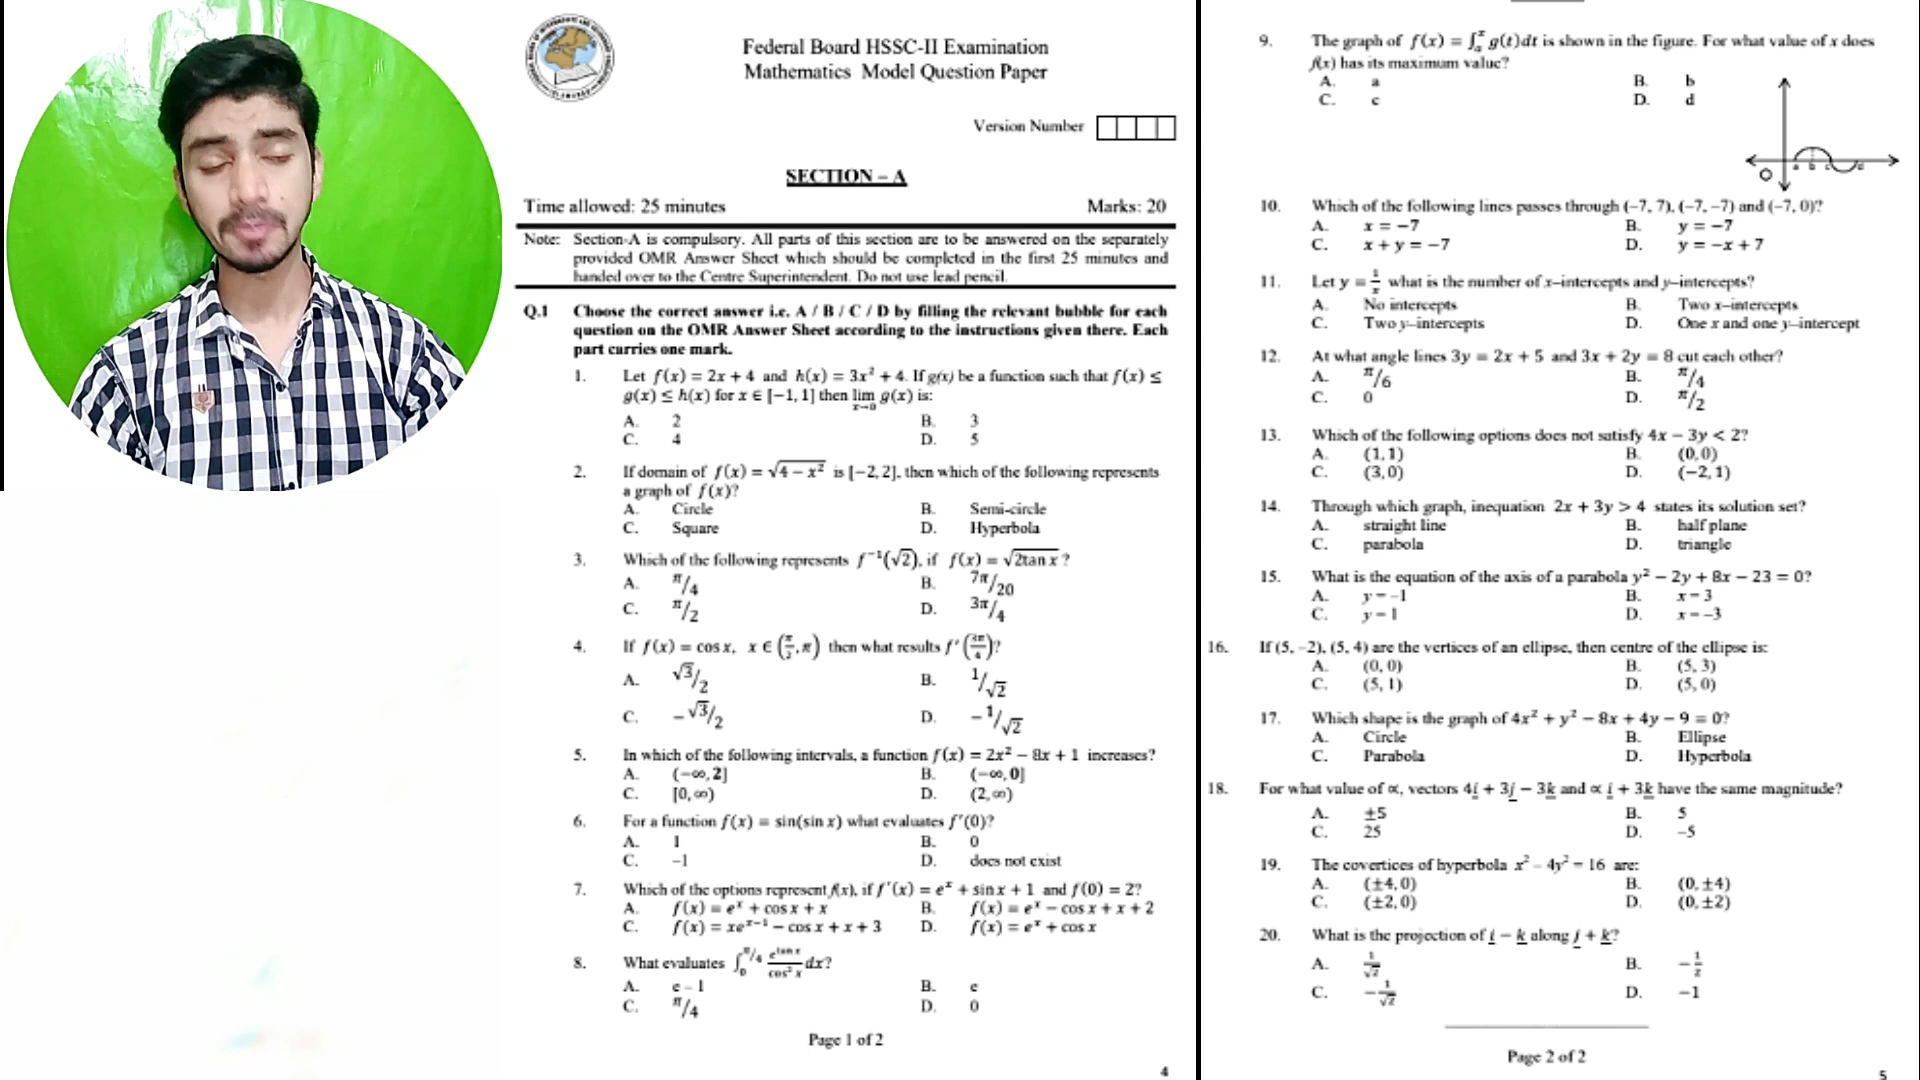 Federal Board HSSC-II Examination
Mathematics Model Question Paper
Version Number
SECTION – A
Time allowed: 25 minutes Marks: 20
Note: Section-A is compulsory. All parts of this section are to be answered on the separately
provided OMR Answer Sheet which should be completed in the first 25 minutes and
handed over to the Centre Superintendent. Do not use lead pencil.
Q.1 Choose the correct answer i.e. A / B / C / D by filling the relevant bubble for each
question on the OMR Answer Sheet according to the instructions given there. Each
part carries one mark.
1. Let f(x) = 2x + 4 and h(x) = 3x² + 4. If g(x) be a function such that f(x) ≤
g(x) ≤ h(x) for x ∈ [−1, 1] then lim x→0 g(x) is:
A. 2 B. 3
C. 4 D. 5
2. If domain of f(x) = √(4 − x²) is [−2, 2], then which of the following represents
a graph of f(x)?
A. Circle B. Semi-circle
C. Square D. Hyperbola
3. Which of the following represents f⁻¹(√2), if f(x) = √(2tan x) ?
A. π/4 B. 7π/20
C. π/2 D. 3π/4
4. If f(x) = cos x, x ∈ (π/2, π) then what results f′(3π/4)?
A. √3/2 B. 1/√2
C. −√3/2 D. −1/√2
5. In which of the following intervals, a function f(x) = 2x² − 8x + 1 increases?
A. (−∞, 2] B. (−∞, 0]
C. [0, ∞) D. (2, ∞)
6. For a function f(x) = sin(sin x) what evaluates f′(0)?
A. 1 B. 0
C. −1 D. does not exist
7. Which of the options represent f(x), if f′(x) = eˣ + sin x + 1 and f(0) = 2?
A. f(x) = eˣ + cos x + x B. f(x) = eˣ − cos x + x + 2
C. f(x) = xeˣ⁻¹ − cos x + x + 3 D. f(x) = eˣ + cos x
8. What evaluates ∫₀^(π/4) e^(tan x)/cos² x dx?
A. e – 1 B. e
C. π/4 D. 0
Page 1 of 2
4
9. The graph of f(x) = ∫ₐˣ g(t)dt is shown in the figure. For what value of x does
f(x) has its maximum value?
A. a B. b
C. c D. d
O a b c d
10. Which of the following lines passes through (−7, 7), (−7, −7) and (−7, 0)?
A. x = −7 B. y = −7
C. x + y = −7 D. y = −x + 7
11. Let y = 1/x what is the number of x–intercepts and y–intercepts?
A. No intercepts B. Two x–intercepts
C. Two y–intercepts D. One x and one y–intercept
12. At what angle lines 3y = 2x + 5 and 3x + 2y = 8 cut each other?
A. π/6 B. π/4
C. 0 D. π/2
13. Which of the following options does not satisfy 4x − 3y < 2?
A. (1, 1) B. (0, 0)
C. (3, 0) D. (−2, 1)
14. Through which graph, inequation 2x + 3y > 4 states its solution set?
A. straight line B. half plane
C. parabola D. triangle
15. What is the equation of the axis of a parabola y² − 2y + 8x − 23 = 0?
A. y = −1 B. x = 3
C. y = 1 D. x = −3
16. If (5, −2), (5, 4) are the vertices of an ellipse, then centre of the ellipse is:
A. (0, 0) B. (5, 3)
C. (5, 1) D. (5, 0)
17. Which shape is the graph of 4x² + y² − 8x + 4y − 9 = 0?
A. Circle B. Ellipse
C. Parabola D. Hyperbola
18. For what value of ∝, vectors 4i + 3j − 3k and ∝ i + 3k have the same magnitude?
A. ±5 B. 5
C. 25 D. −5
19. The covertices of hyperbola x² – 4y² = 16 are:
A. (±4, 0) B. (0, ±4)
C. (±2, 0) D. (0, ±2)
20. What is the projection of i − k along j + k?
A. 1/√2 B. −1/2
C. −1/√2 D. −1
Page 2 of 2
5